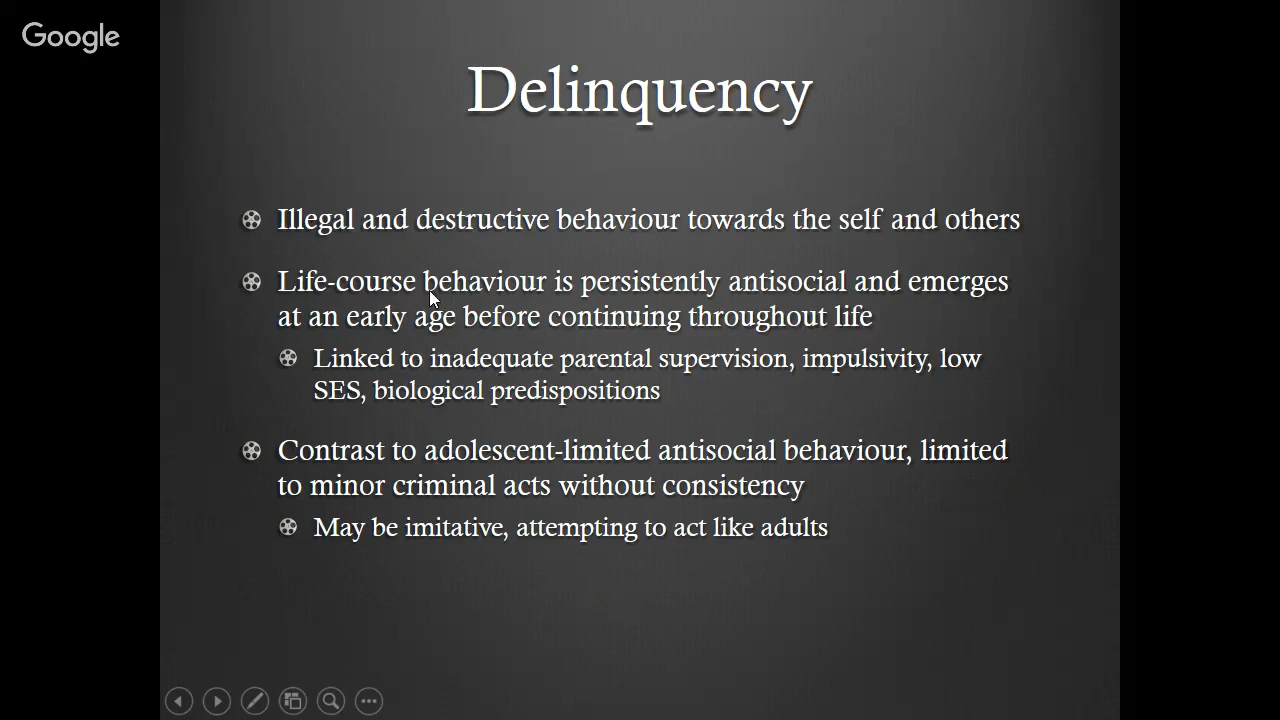 Google
Delinquency
Illegal and destructive behaviour towards the self and others
Life-course behaviour is persistently antisocial and emerges
at an early age before continuing throughout life
Linked to inadequate parental supervision, impulsivity, low
SES, biological predispositions
Contrast to adolescent-limited antisocial behaviour, limited
to minor criminal acts without consistency
May be imitative, attempting to act like adults